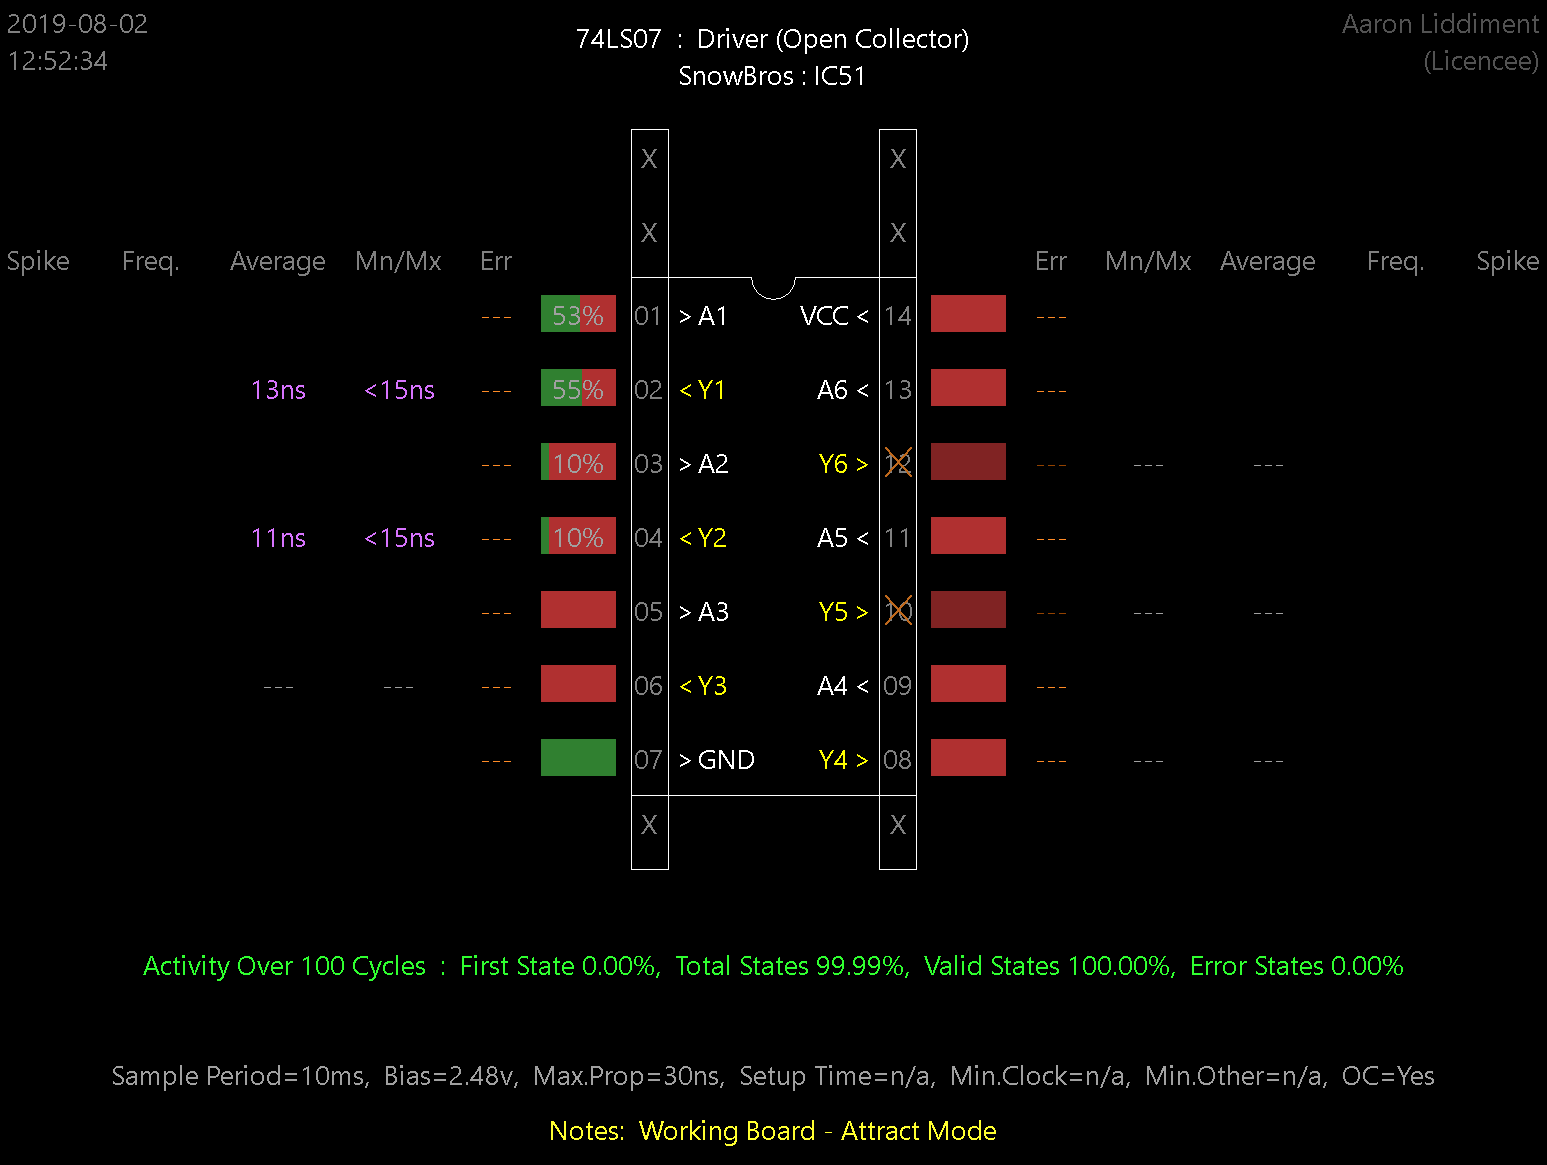 2019-08-02
12:52:34
74LS07 : Driver (Open Collector)
SnowBros : IC51
Aaron Liddiment
(Licencee)
X X
X X
Spike Freq. Average Mn/Mx Err Err Mn/Mx Average Freq. Spike
--- 53% 01 > A1 VCC < 14 ---
13ns <15ns --- 55% 02 < Y1 A6 < 13 ---
--- 10% 03 > A2 Y6 > 12 --- --- ---
11ns <15ns --- 10% 04 < Y2 A5 < 11 ---
--- 05 > A3 Y5 > 10 --- --- ---
--- --- --- 06 < Y3 A4 < 09 ---
--- 07 > GND Y4 > 08 --- --- ---
X X
Activity Over 100 Cycles : First State 0.00%, Total States 99.99%, Valid States 100.00%, Error States 0.00%
Sample Period=10ms, Bias=2.48v, Max.Prop=30ns, Setup Time=n/a, Min.Clock=n/a, Min.Other=n/a, OC=Yes
Notes: Working Board - Attract Mode